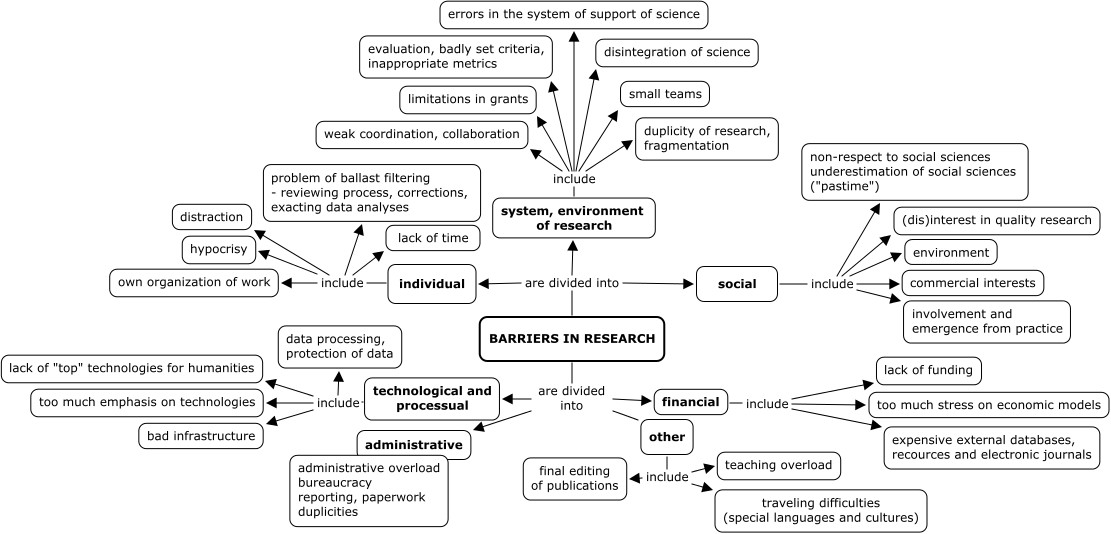 errors in the system of support of science
evaluation, badly set criteria,
inappropriate metrics
disintegration of science
limitations in grants
small teams
weak coordination, collaboration
duplicity of research,
fragmentation
include
system, environment
of research
problem of ballast filtering
- reviewing process, corrections,
exacting data analyses
distraction
hypocrisy
lack of time
own organization of work
include
individual
are divided into
social
include
non-respect to social sciences
underestimation of social sciences
("pastime")
(dis)interest in quality research
environment
commercial interests
involvement and
emergence from practice
BARRIERS IN RESEARCH
data processing,
protection of data
lack of "top" technologies for humanities
too much emphasis on technologies
bad infrastructure
include
technological and
processual
are divided
into
administrative
administrative overload
bureaucracy
reporting, paperwork
duplicities
financial
include
lack of funding
too much stress on economic models
expensive external databases,
recources and electronic journals
other
include
final editing
of publications
teaching overload
traveling difficulties
(special languages and cultures)